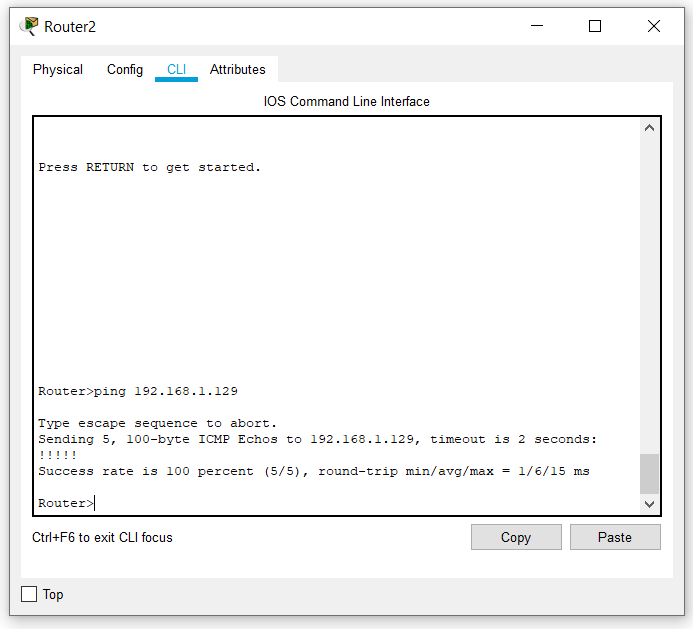 Router2
Physical Config CLI Attributes
IOS Command Line Interface
Press RETURN to get started.
Router>ping 192.168.1.129
Type escape sequence to abort.
Sending 5, 100-byte ICMP Echos to 192.168.1.129, timeout is 2 seconds:
!!!!!
Success rate is 100 percent (5/5), round-trip min/avg/max = 1/6/15 ms
Router>
Ctrl+F6 to exit CLI focus Copy Paste
Top